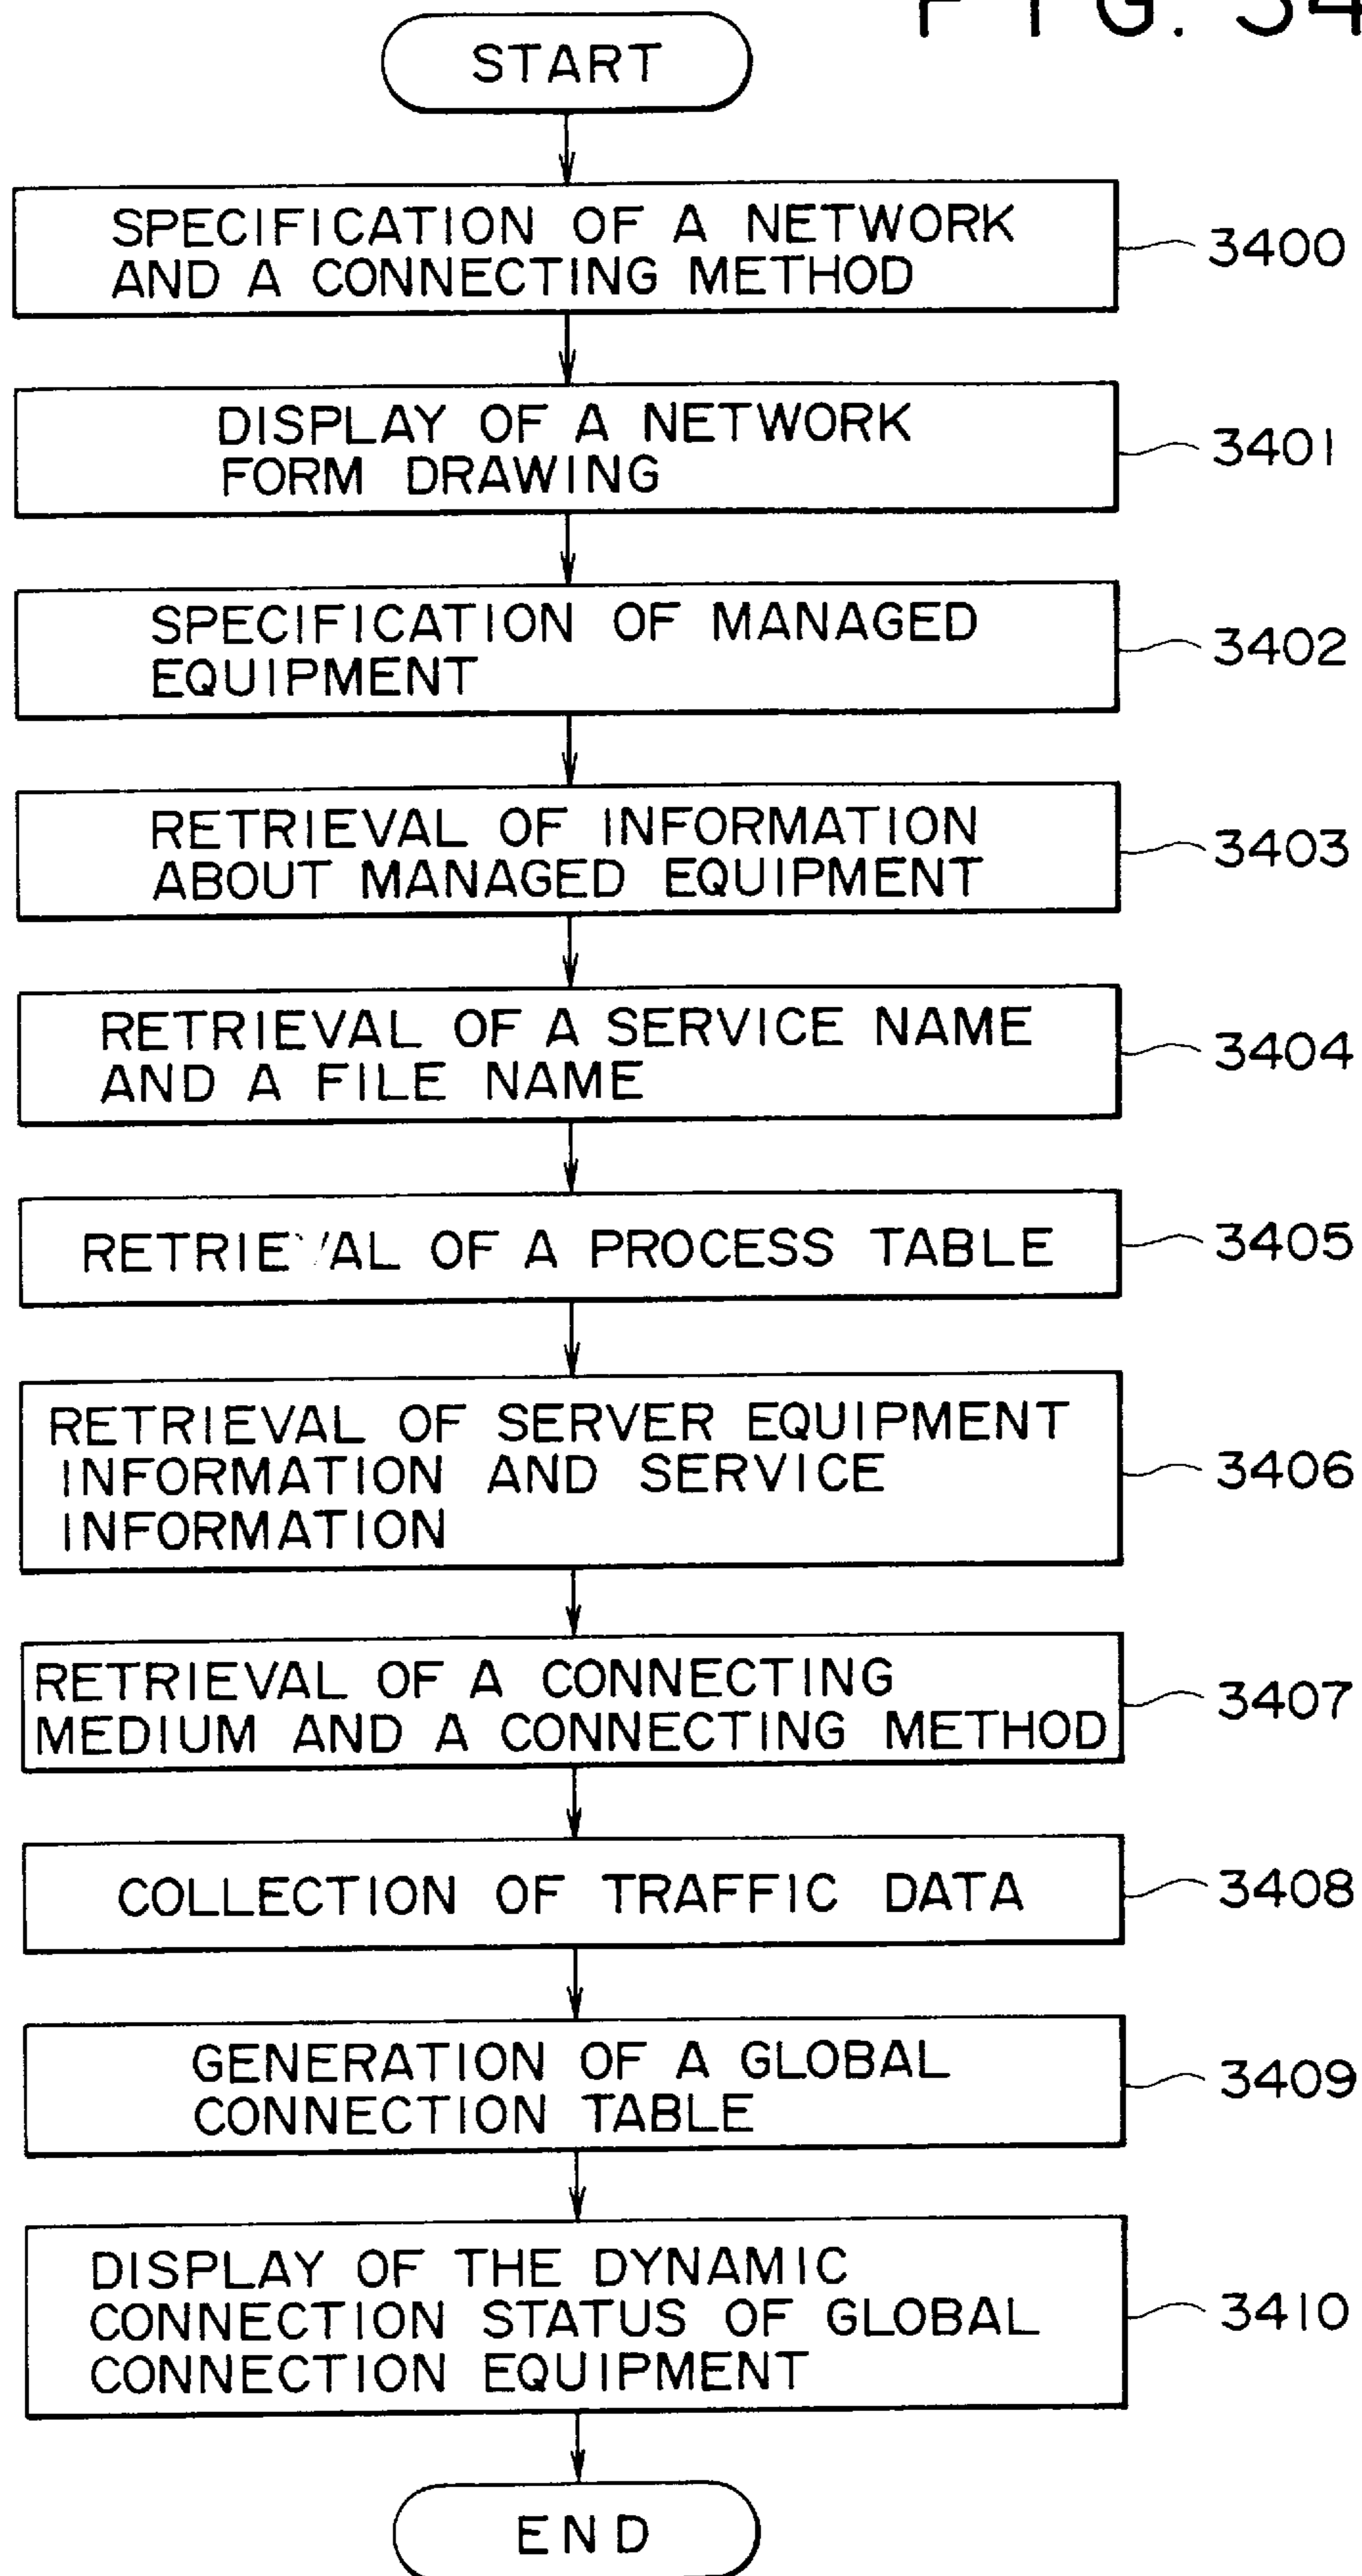 FIG. 34
START
SPECIFICATION OF A NETWORK
AND A CONNECTING METHOD
3400
DISPLAY OF A NETWORK
FORM DRAWING
3401
SPECIFICATION OF MANAGED
EQUIPMENT
3402
RETRIEVAL OF INFORMATION
ABOUT MANAGED EQUIPMENT
3403
RETRIEVAL OF A SERVICE NAME
AND A FILE NAME
3404
RETRIEVAL OF A PROCESS TABLE
3405
RETRIEVAL OF SERVER EQUIPMENT
INFORMATION AND SERVICE
INFORMATION
3406
RETRIEVAL OF A CONNECTING
MEDIUM AND A CONNECTING METHOD
3407
COLLECTION OF TRAFFIC DATA
3408
GENERATION OF A GLOBAL
CONNECTION TABLE
3409
DISPLAY OF THE DYNAMIC
CONNECTION STATUS OF GLOBAL
CONNECTION EQUIPMENT
3410
END